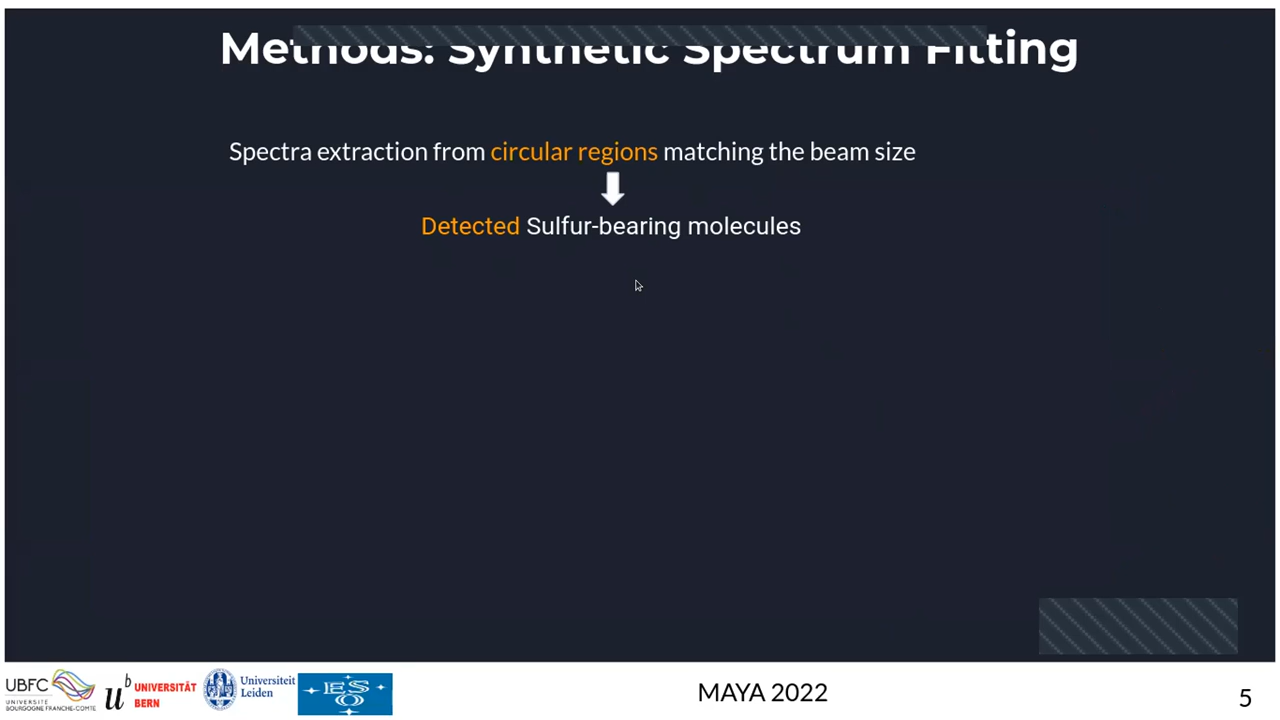 Methods: Synthetic Spectrum Fitting
Spectra extraction from circular regions matching the beam size
Detected Sulfur-bearing molecules
UBFC
UNIVERSITÉ
BOURGOGNE FRANCHE-COMTÉ
u b
UNIVERSITÄT
BERN
Universiteit
Leiden
ESO
MAYA 2022
5